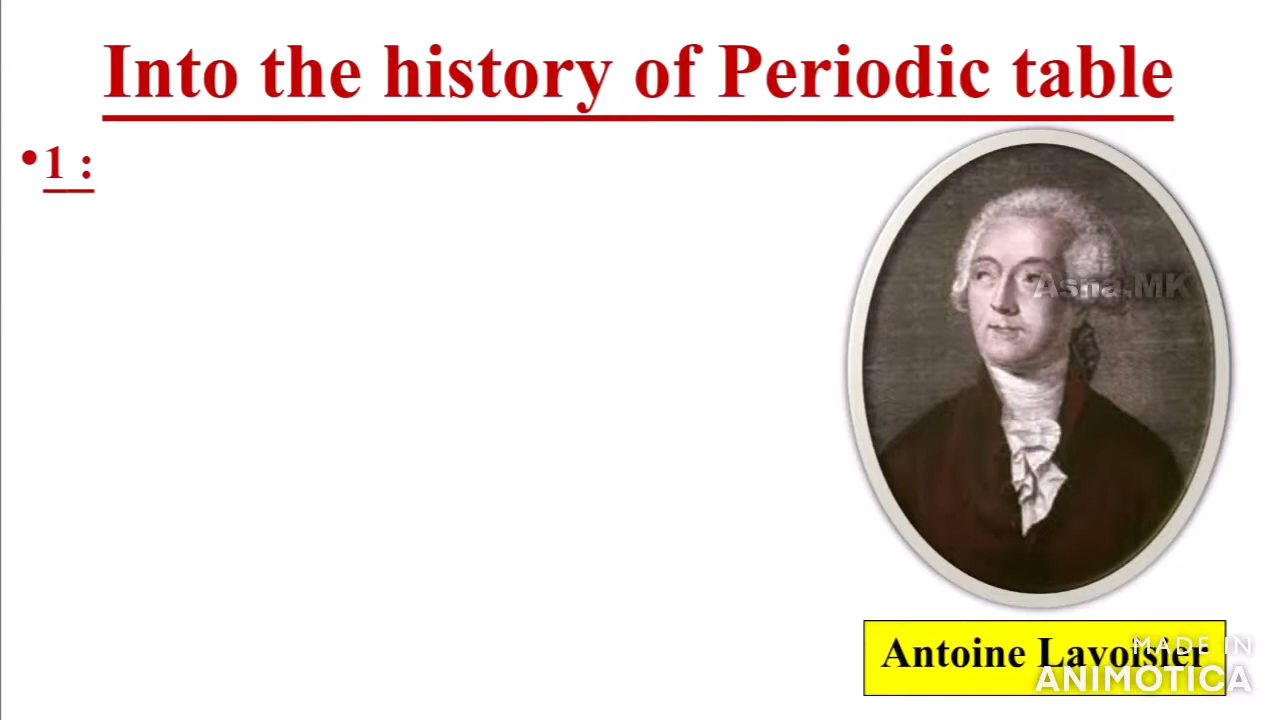 Into the history of Periodic table
•1 :
Asna.MK
Antoine Lavoisier
MADE IN
ANIMOTICA